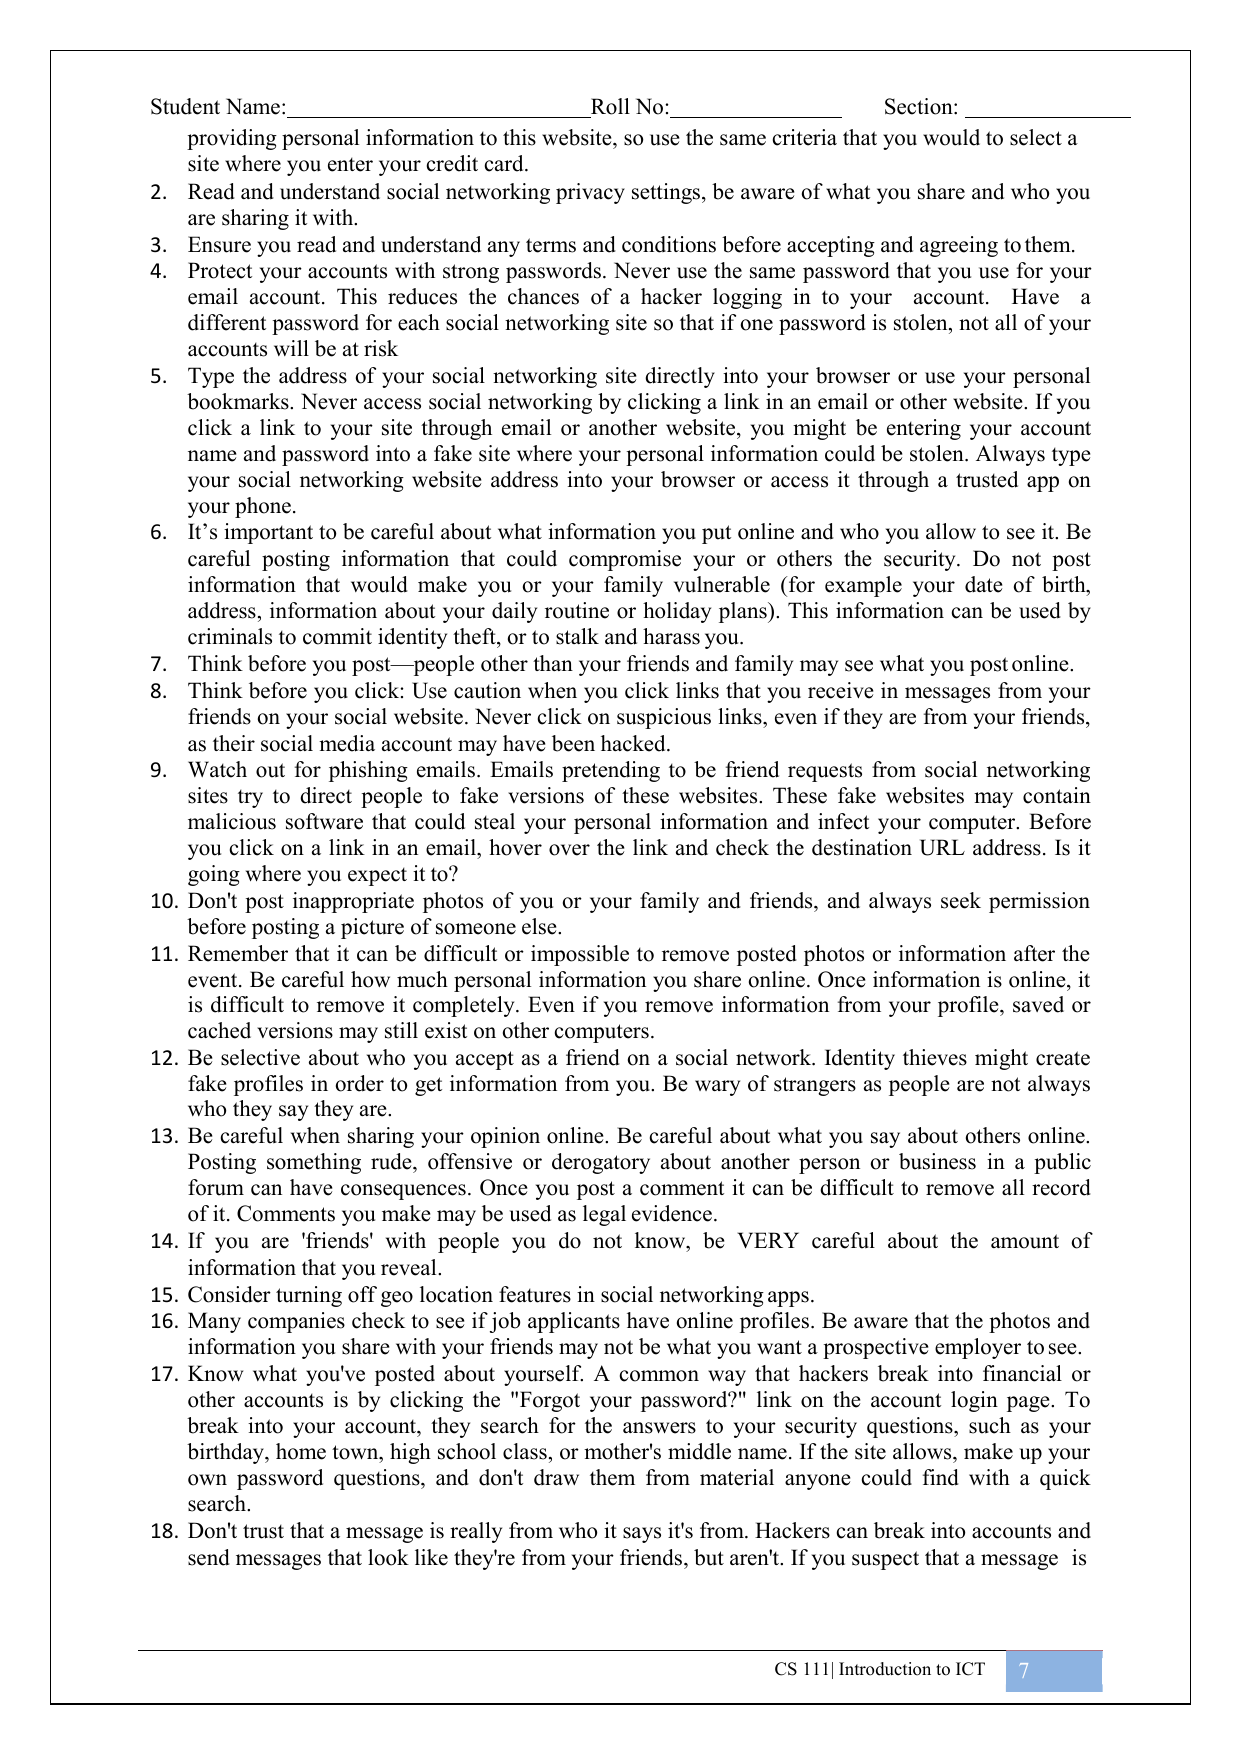 Student Name:                              Roll No:                 Section:
providing personal information to this website, so use the same criteria that you would to select a
site where you enter your credit card.
2. Read and understand social networking privacy settings, be aware of what you share and who you
are sharing it with.
3. Ensure you read and understand any terms and conditions before accepting and agreeing to them.
4. Protect your accounts with strong passwords. Never use the same password that you use for your
email account. This reduces the chances of a hacker logging in to your account. Have a
different password for each social networking site so that if one password is stolen, not all of your
accounts will be at risk
5. Type the address of your social networking site directly into your browser or use your personal
bookmarks. Never access social networking by clicking a link in an email or other website. If you
click a link to your site through email or another website, you might be entering your account
name and password into a fake site where your personal information could be stolen. Always type
your social networking website address into your browser or access it through a trusted app on
your phone.
6. It’s important to be careful about what information you put online and who you allow to see it. Be
careful posting information that could compromise your or others the security. Do not post
information that would make you or your family vulnerable (for example your date of birth,
address, information about your daily routine or holiday plans). This information can be used by
criminals to commit identity theft, or to stalk and harass you.
7. Think before you post—people other than your friends and family may see what you post online.
8. Think before you click: Use caution when you click links that you receive in messages from your
friends on your social website. Never click on suspicious links, even if they are from your friends,
as their social media account may have been hacked.
9. Watch out for phishing emails. Emails pretending to be friend requests from social networking
sites try to direct people to fake versions of these websites. These fake websites may contain
malicious software that could steal your personal information and infect your computer. Before
you click on a link in an email, hover over the link and check the destination URL address. Is it
going where you expect it to?
10. Don't post inappropriate photos of you or your family and friends, and always seek permission
before posting a picture of someone else.
11. Remember that it can be difficult or impossible to remove posted photos or information after the
event. Be careful how much personal information you share online. Once information is online, it
is difficult to remove it completely. Even if you remove information from your profile, saved or
cached versions may still exist on other computers.
12. Be selective about who you accept as a friend on a social network. Identity thieves might create
fake profiles in order to get information from you. Be wary of strangers as people are not always
who they say they are.
13. Be careful when sharing your opinion online. Be careful about what you say about others online.
Posting something rude, offensive or derogatory about another person or business in a public
forum can have consequences. Once you post a comment it can be difficult to remove all record
of it. Comments you make may be used as legal evidence.
14. If you are 'friends' with people you do not know, be VERY careful about the amount of
information that you reveal.
15. Consider turning off geo location features in social networking apps.
16. Many companies check to see if job applicants have online profiles. Be aware that the photos and
information you share with your friends may not be what you want a prospective employer to see.
17. Know what you've posted about yourself. A common way that hackers break into financial or
other accounts is by clicking the "Forgot your password?" link on the account login page. To
break into your account, they search for the answers to your security questions, such as your
birthday, home town, high school class, or mother's middle name. If the site allows, make up your
own password questions, and don't draw them from material anyone could find with a quick
search.
18. Don't trust that a message is really from who it says it's from. Hackers can break into accounts and
send messages that look like they're from your friends, but aren't. If you suspect that a message is
CS 111| Introduction to ICT 7